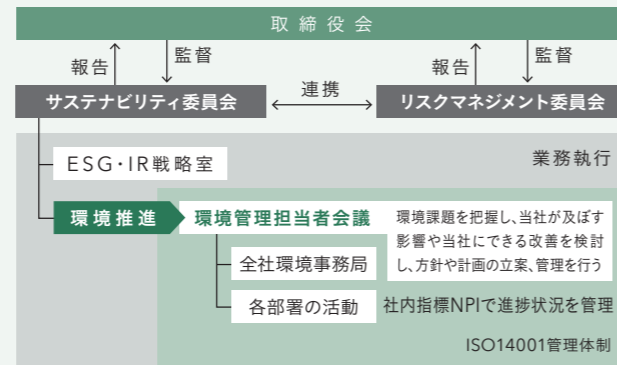 取締役会
報告
監督
報告
監督
サステナビリティ委員会
連携
リスクマネジメント委員会
業務執行
ESG・IR戦略室
環境推進
環境管理担当者会議
環境課題を把握し、当社が及ぼす
影響や当社にできる改善を検討
し、方針や計画の立案、管理を行う
全社環境事務局
各部署の活動
社内指標NPIで進捗状況を管理
ISO14001管理体制